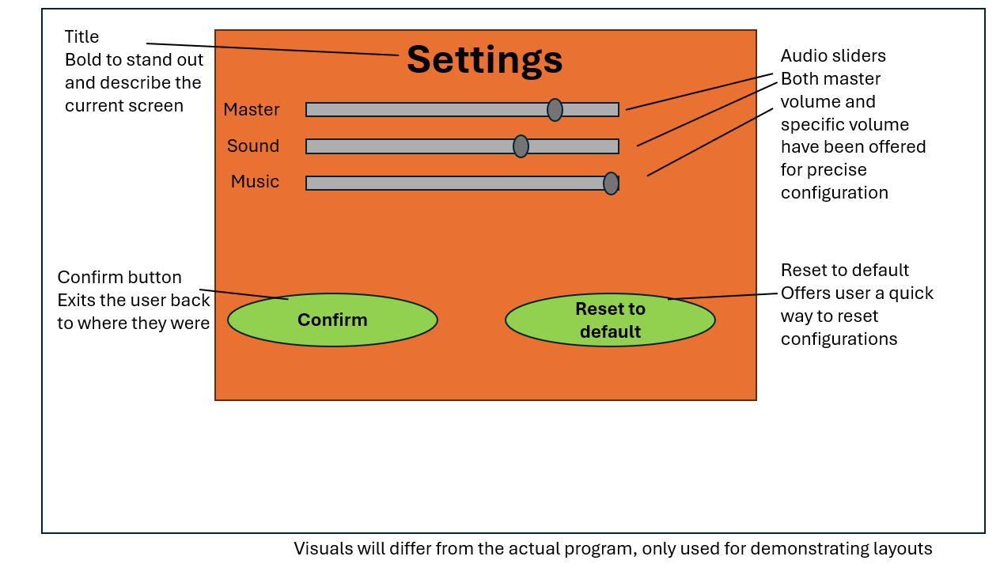 Title
Bold to stand out
and describe the
current screen
Settings
Master
Sound
Music
Audio sliders
Both master
volume and
specific volume
have been offered
for precise
configuration
Confirm button
Exits the user back
to where they were
Confirm
Reset to
default
Reset to default
Offers user a quick
way to reset
configurations
Visuals will differ from the actual program, only used for demonstrating layouts